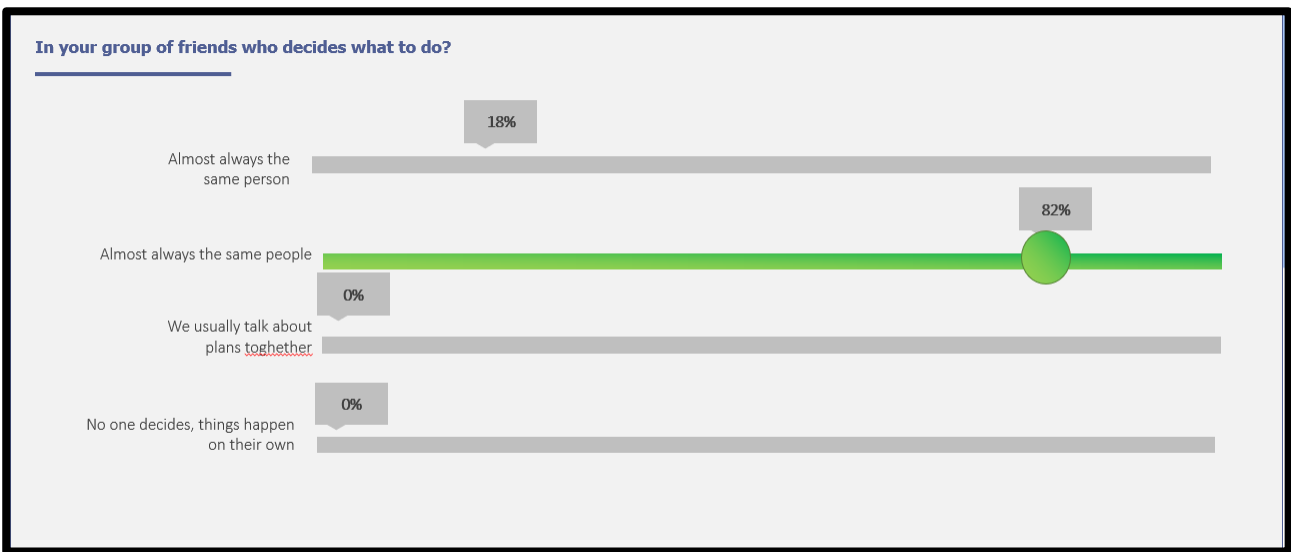 In your group of friends who decides what to do?
18%
Almost always the
same person
82%
Almost always the same people
0%
We usually talk about
plans toghether
0%
No one decides, things happen
on their own